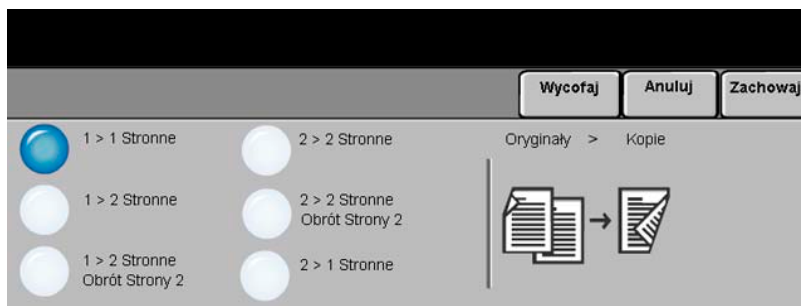 Wycofaj
Anuluj
Zachowaj
1 > 1 Stronne
2 > 2 Stronne
Oryginały > Kopie
1 > 2 Stronne
2 > 2 Stronne
Obrót Strony 2
1 > 2 Stronne
Obrót Strony 2
2 > 1 Stronne